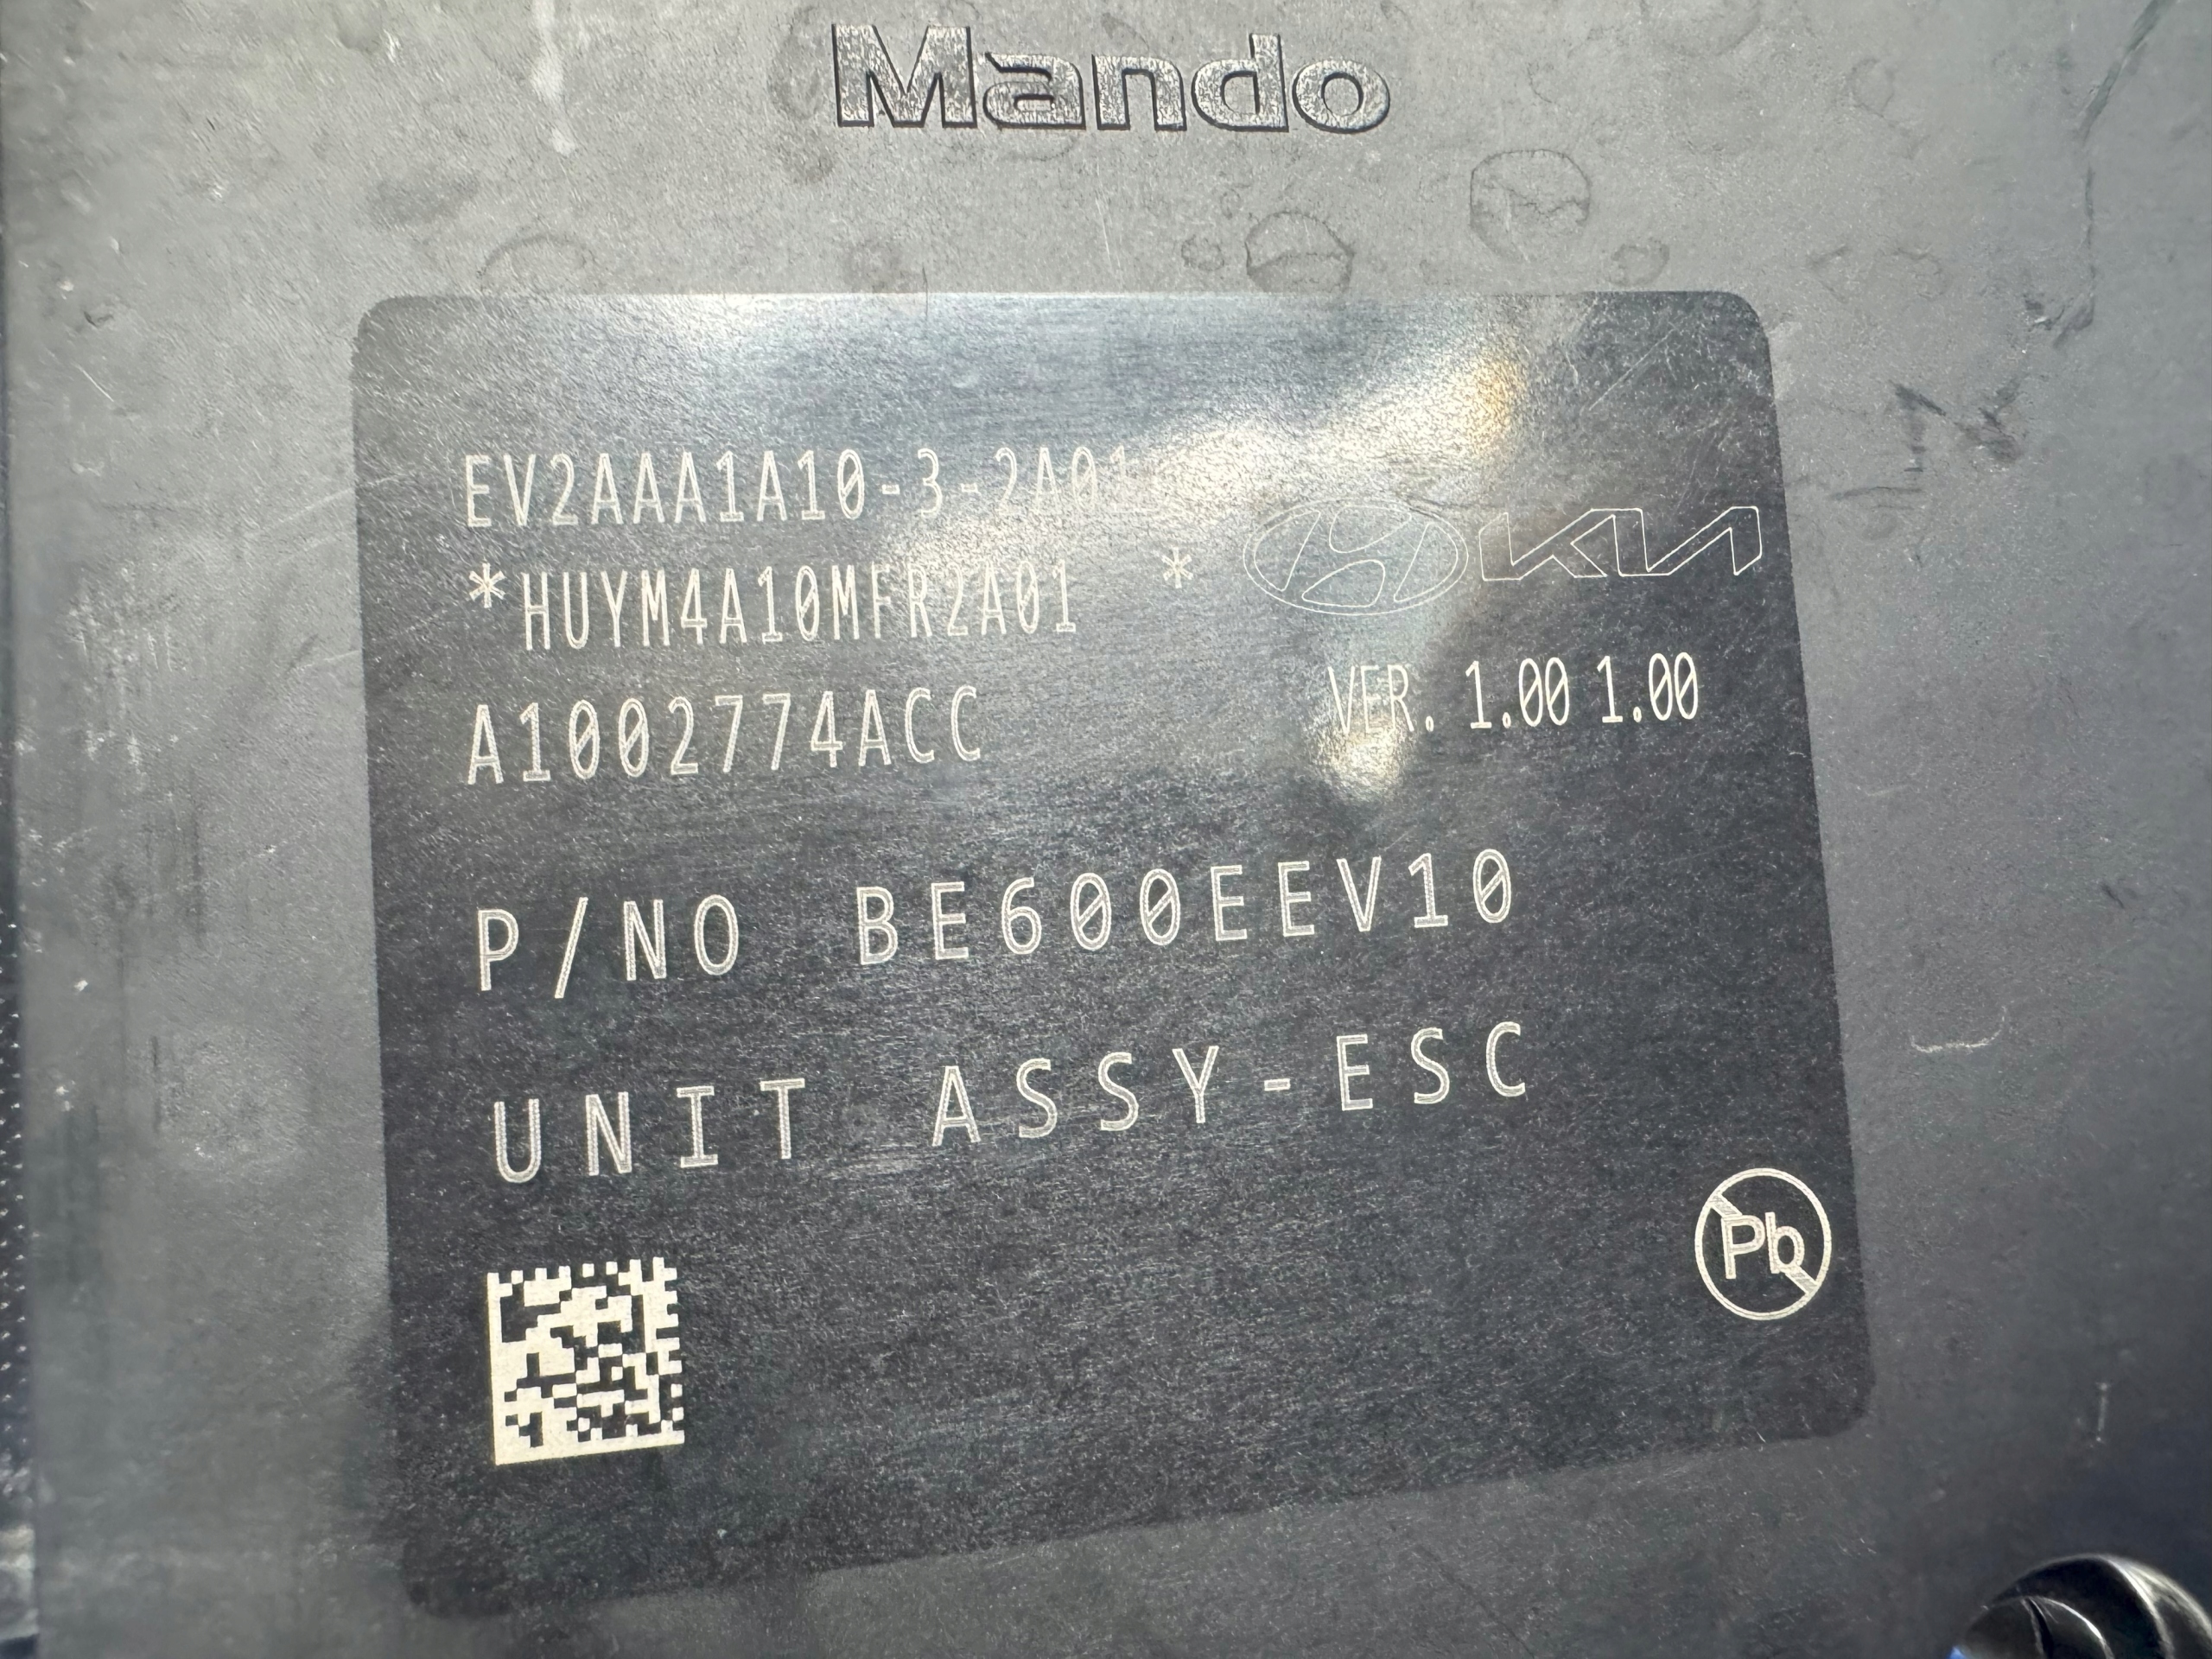 Mando
EV2AAA1A10-3-2A01
*HUYM4A10MFR2A01 *
KIA
A1002774ACC
VER. 1.00 1.00
P/NO BE600EEV10
UNIT ASSY-ESC
Pb